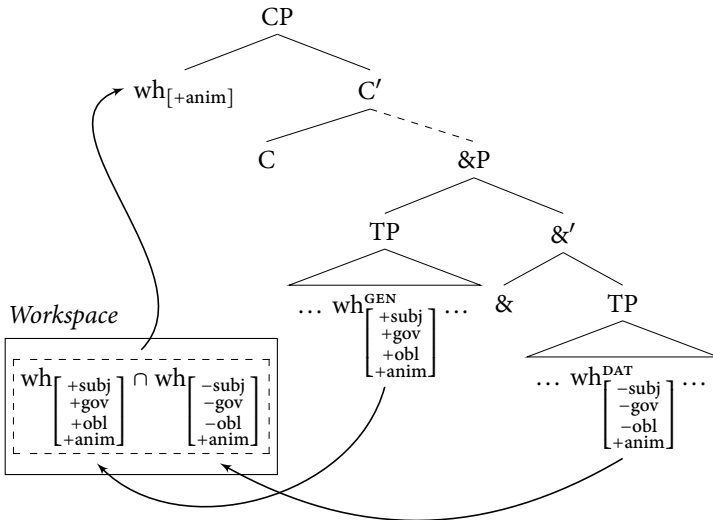 CP
wh[+anim] C′
C &P
TP &′
… wh^GEN[+subj +gov +obl +anim] … & TP
Workspace
… wh^DAT[−subj −gov −obl +anim] …
wh[+subj +gov +obl +anim] ∩ wh[−subj −gov −obl +anim]